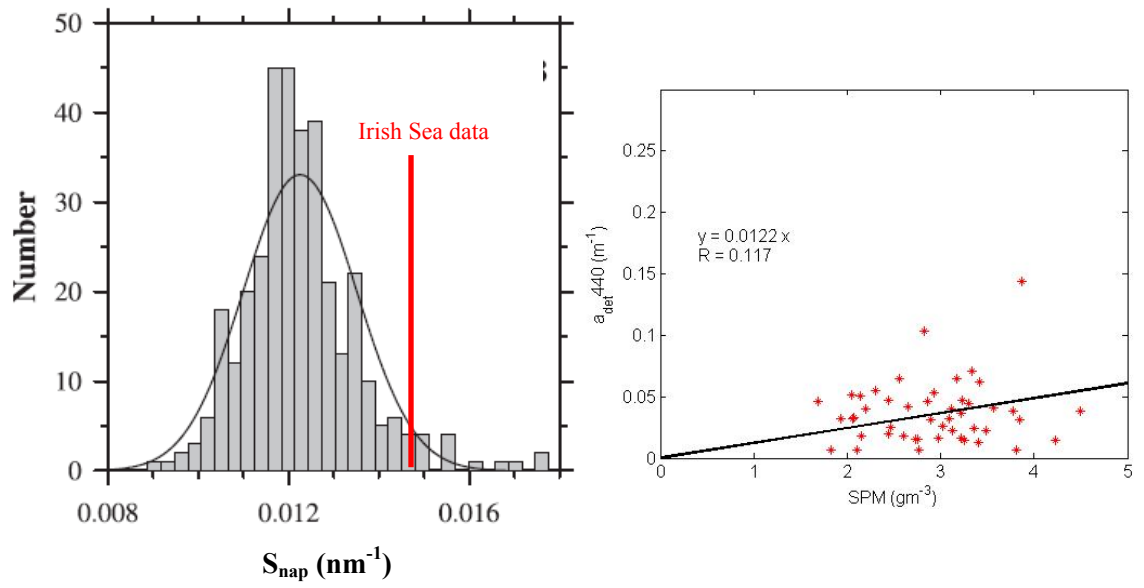 50
40
30
20
10
0
Number
Irish Sea data
0.008
0.012
0.016
S_nap (nm⁻¹)
0.25
0.2
0.15
0.1
0.05
0
a_det440 (m⁻¹)
y = 0.0122 x
R = 0.117
0 1 2 3 4 5
SPM (gm⁻³)